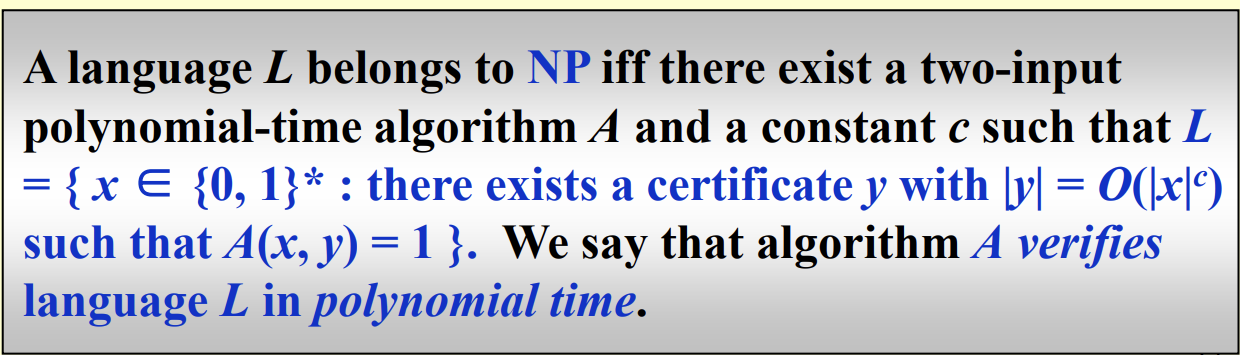 A language L belongs to NP iff there exist a two-input
polynomial-time algorithm A and a constant c such that L
= { x ∈ {0, 1}* : there exists a certificate y with |y| = O(|x|ᶜ)
such that A(x, y) = 1 }. We say that algorithm A verifies
language L in polynomial time.